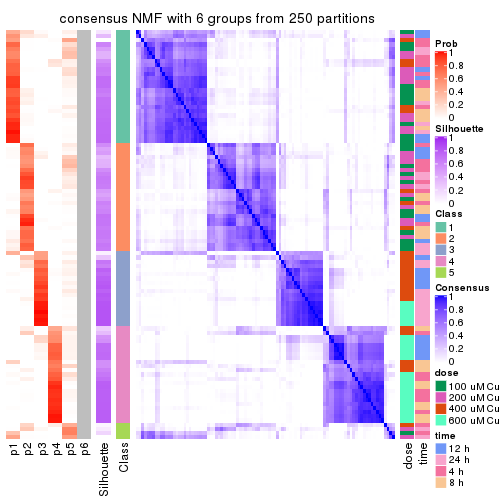 consensus NMF with 6 groups from 250 partitions
Prob
1
0.8
0.6
0.4
0.2
0
Silhouette
1
0.8
0.6
0.4
0.2
0
Class
1
2
3
4
5
Consensus
1
0.8
0.6
0.4
0.2
0
dose
100 uM Cu
200 uM Cu
400 uM Cu
600 uM Cu
time
12 h
24 h
4 h
8 h
p1
p2
p3
p4
p5
p6
Silhouette
Class
dose
time